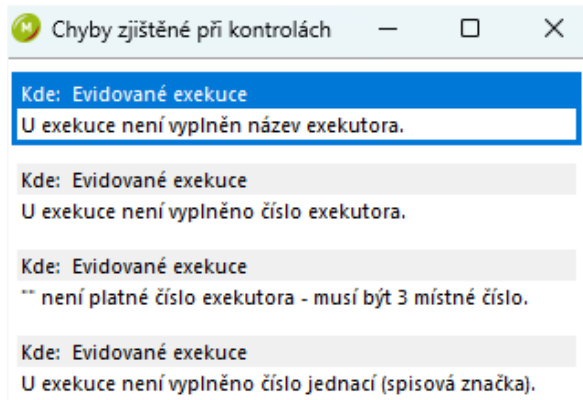 Chyby zjištěné při kontrolách
Kde: Evidované exekuce
U exekuce není vyplněn název exekutora.
Kde: Evidované exekuce
U exekuce není vyplněno číslo exekutora.
Kde: Evidované exekuce
"" není platné číslo exekutora - musí být 3 místné číslo.
Kde: Evidované exekuce
U exekuce není vyplněno číslo jednací (spisová značka).